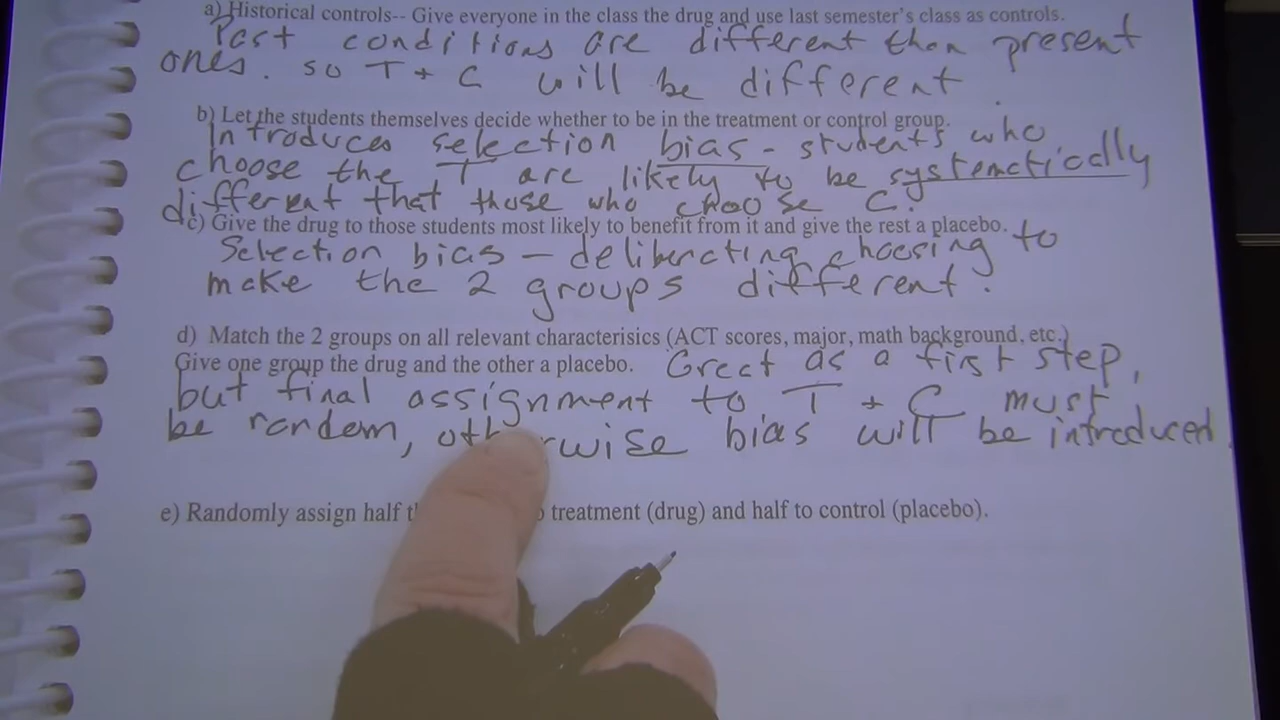 a) Historical controls-- Give everyone in the class the drug and use last semester's class as controls.
Past conditions are different than present
ones. so T + C will be different.
b) Let the students themselves decide whether to be in the treatment or control group.
Introduces selection bias - students who
choose the T are likely to be systematically
different that those who choose C.
c) Give the drug to those students most likely to benefit from it and give the rest a placebo.
Selection bias - deliberating choosing to
make the 2 groups different.
d) Match the 2 groups on all relevant characterisics (ACT scores, major, math background, etc.)
Give one group the drug and the other a placebo. Great as a first step,
but final assignment to T + C must
be random, otherwise bias will be introduced.
e) Randomly assign half treatment (drug) and half to control (placebo).